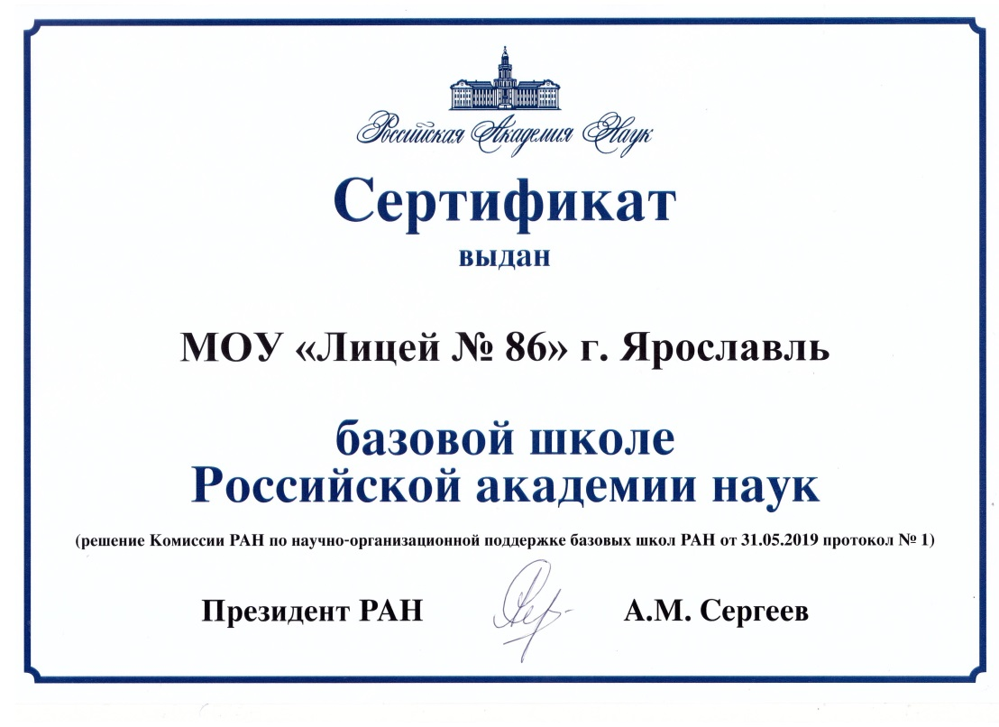 Российская Академия Наук
Сертификат
выдан
МОУ «Лицей № 86» г. Ярославль
базовой школе
Российской академии наук
(решение Комиссии РАН по научно-организационной поддержке базовых школ РАН от 31.05.2019 протокол № 1)
Президент РАН А.М. Сергеев